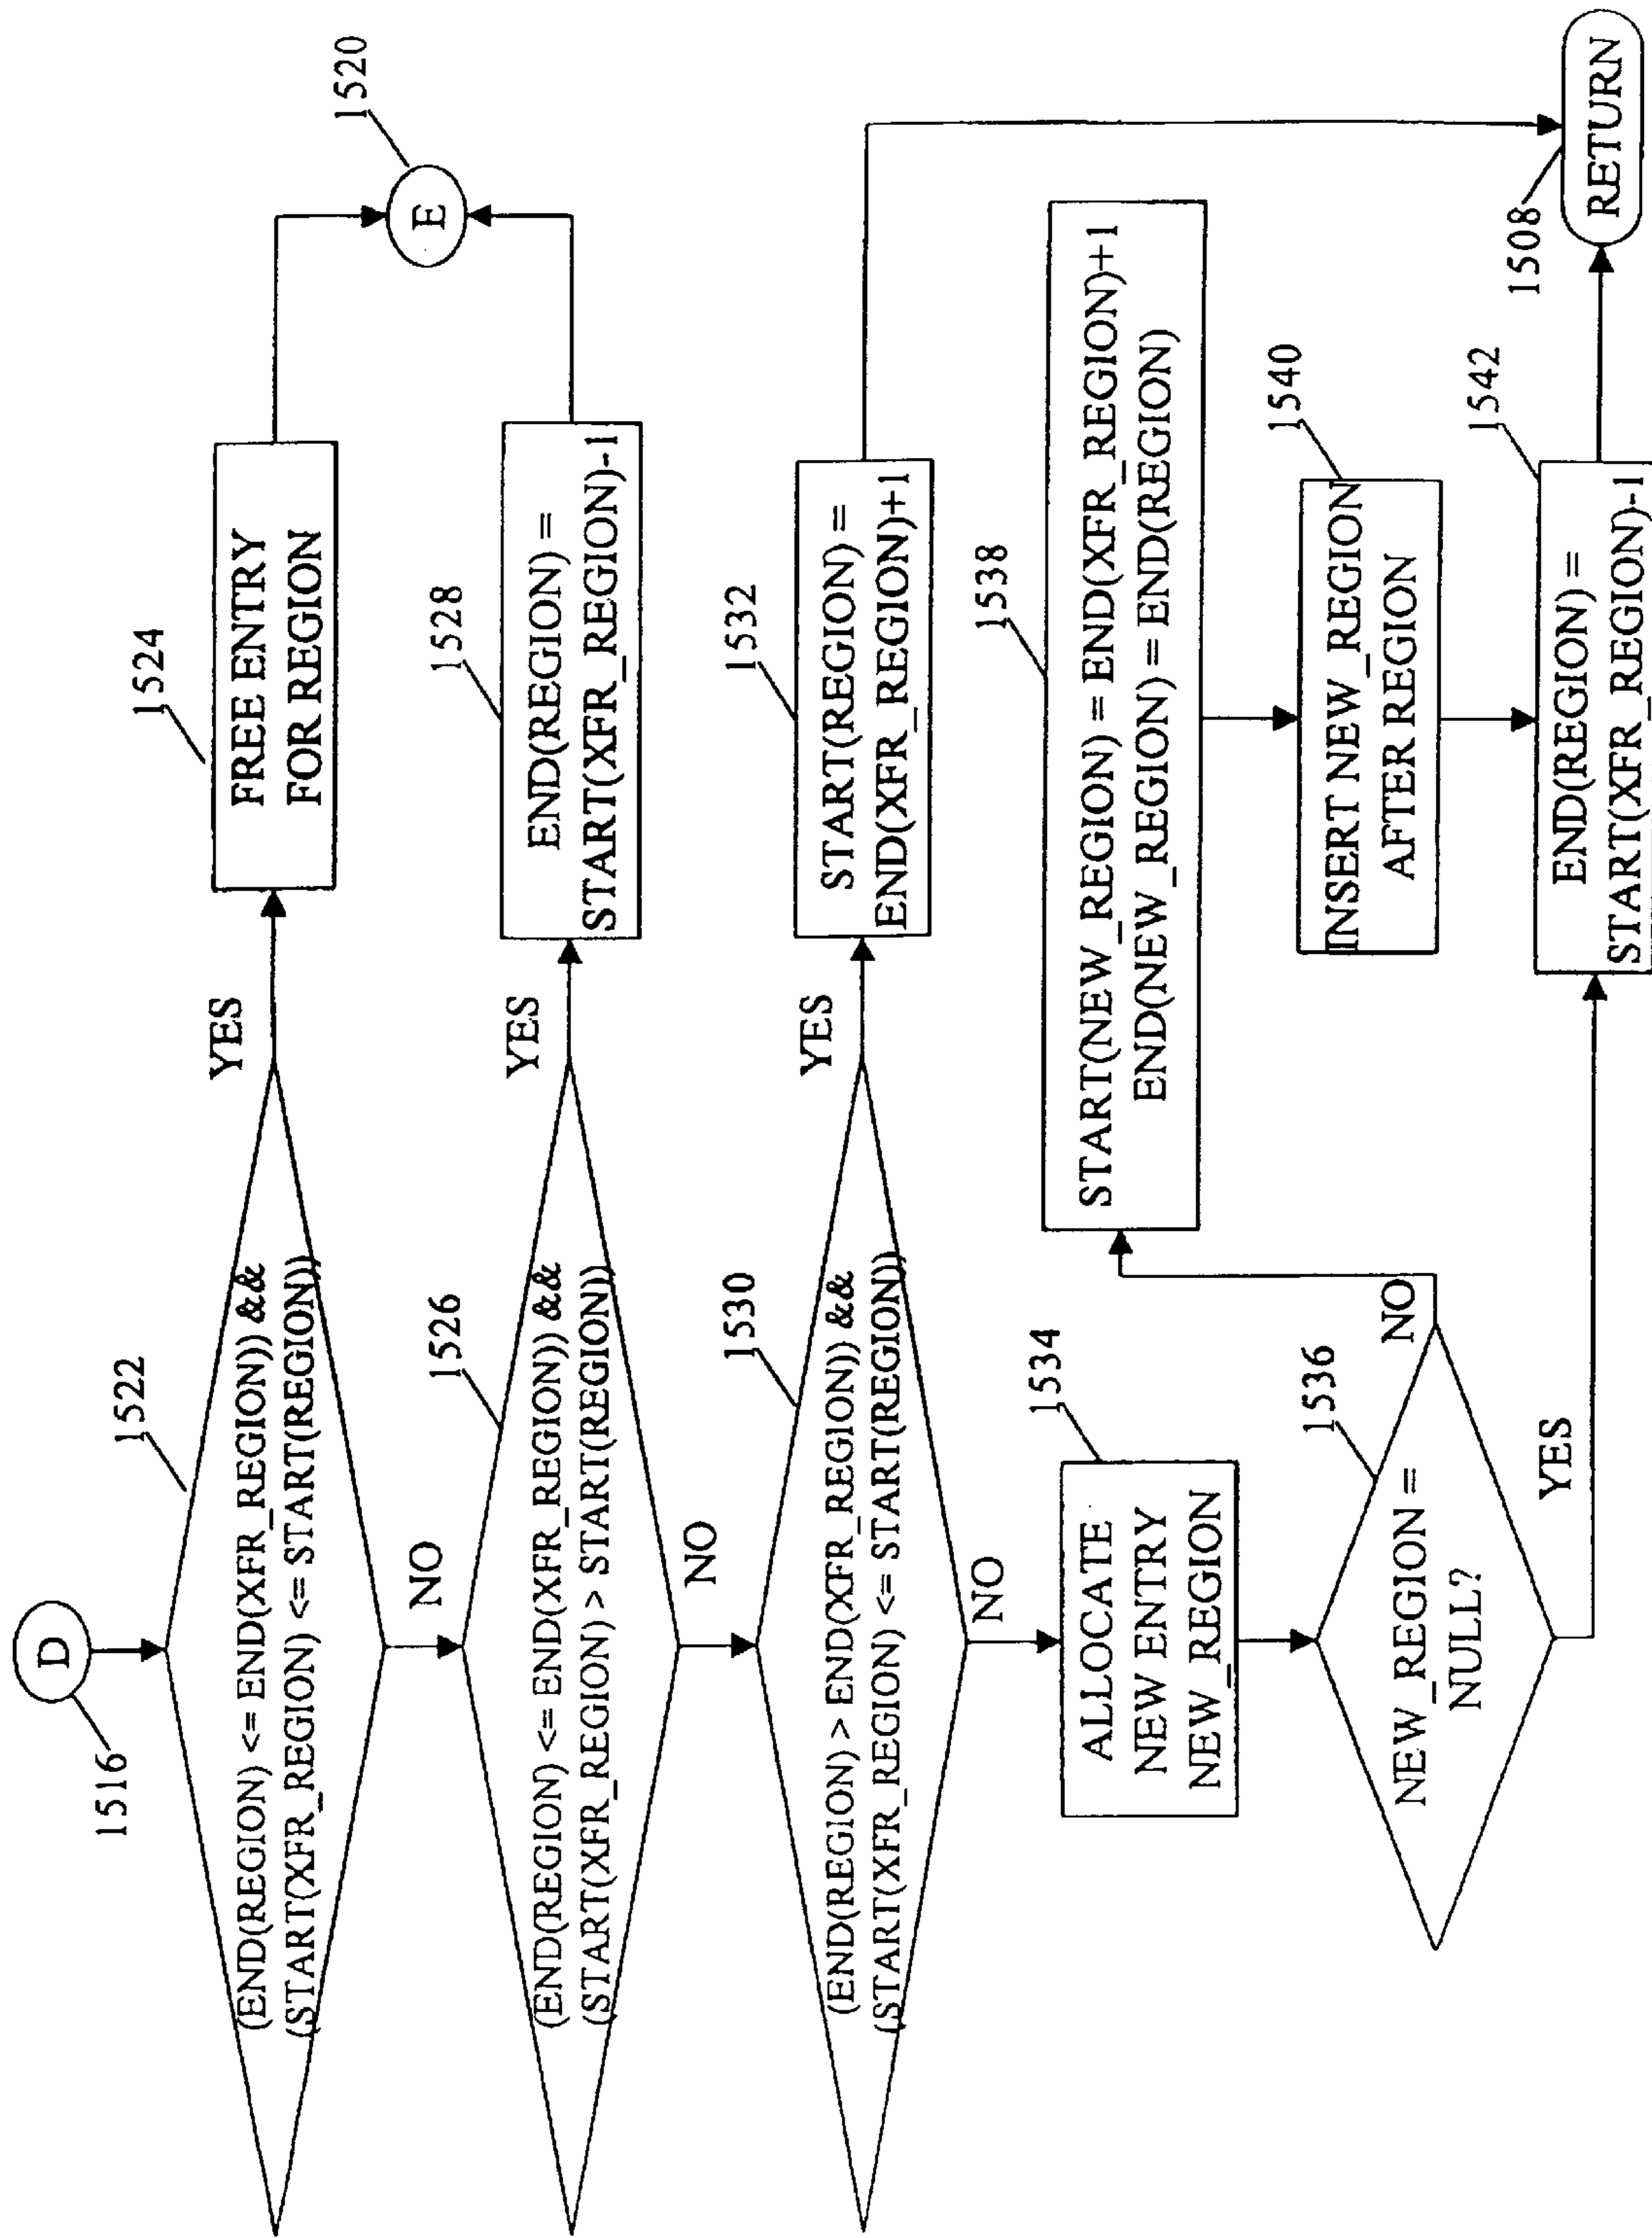 D
1516
1522
(END(REGION) <= END(XFR_REGION)) &&
(START(XFR_REGION) <= START(REGION))
YES
1524
FREE ENTRY
FOR REGION
1520
E
NO
1526
(END(REGION) <= END(XFR_REGION)) &&
(START(XFR_REGION) > START(REGION))
YES
1528
END(REGION) =
START(XFR_REGION)-1
NO
1530
(END(REGION) > END(XFR_REGION)) &&
(START(XFR_REGION) <= START(REGION))
YES
1532
START(REGION) =
END(XFR_REGION)+1
NO
1534
ALLOCATE
NEW ENTRY
NEW_REGION
1536
NEW_REGION =
NULL?
NO
1538
START(NEW_REGION) = END(XFR_REGION)+1
END(NEW_REGION) = END(REGION)
1540
INSERT NEW_REGION
AFTER REGION
YES
1542
END(REGION) =
START(XFR_REGION)-1
1508
RETURN